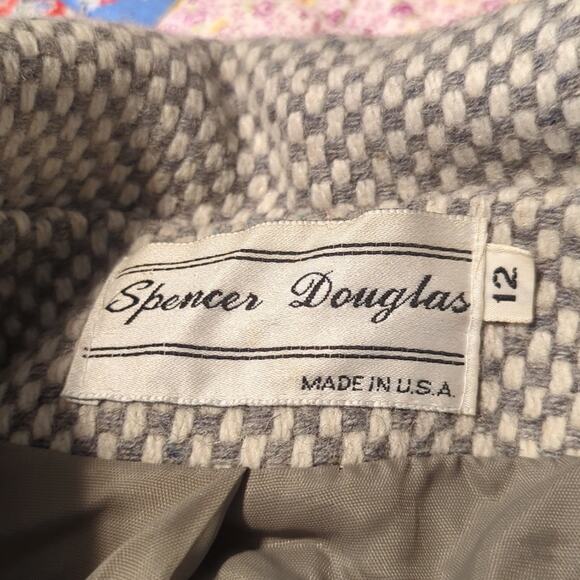 Spencer Douglas
12
MADE IN U.S.A.